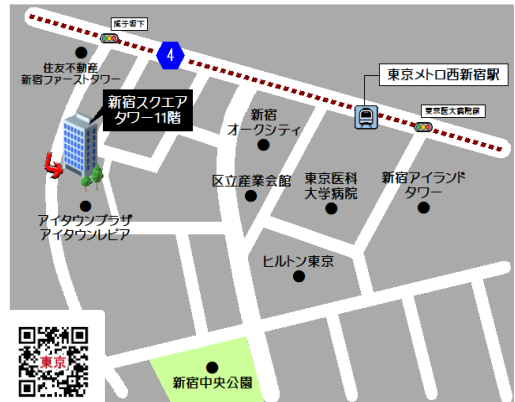 成子坂下
4
住友不動産
新宿ファーストタワー
東京メトロ西新宿駅
新宿スクエア
タワー11階
東京医大病院前
新宿
オークシティ
区立産業会館
東京医科
大学病院
新宿アイランド
タワー
アイタウンプラザ
アイタウンレピア
ヒルトン東京
東京
新宿中央公園